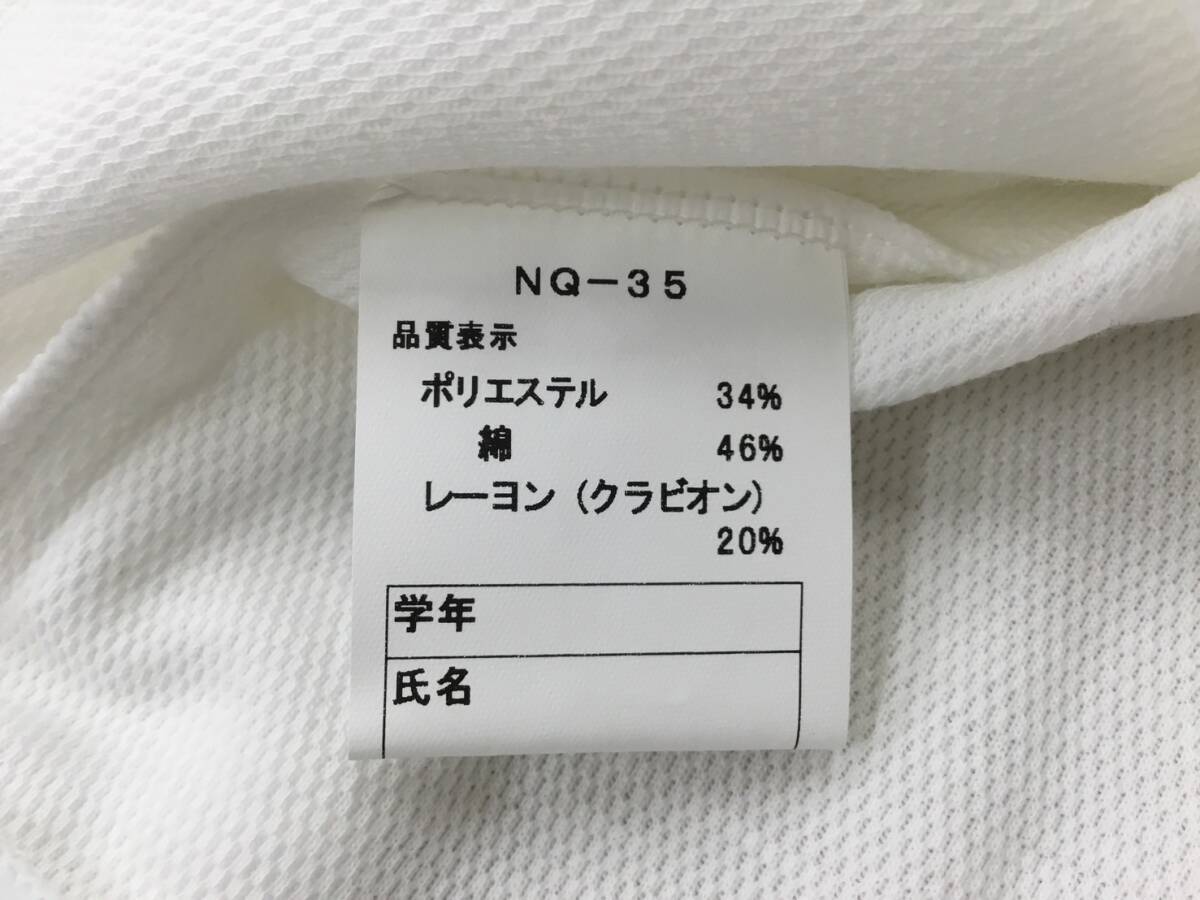 NQ－35
品質表示
ポリエステル 34%
綿 46%
レーヨン（クラビオン）
20%
学年
氏名